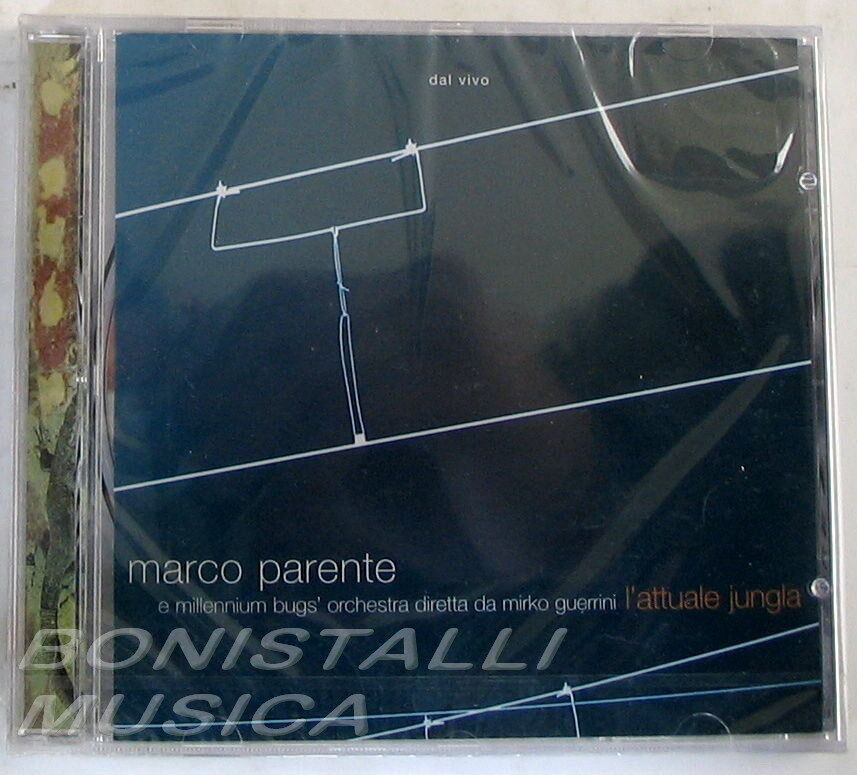 dal vivo
marco parente
e millennium bugs' orchestra diretta da mirko guerrini l'attuale jungla
BONISTALLI
MUSICA